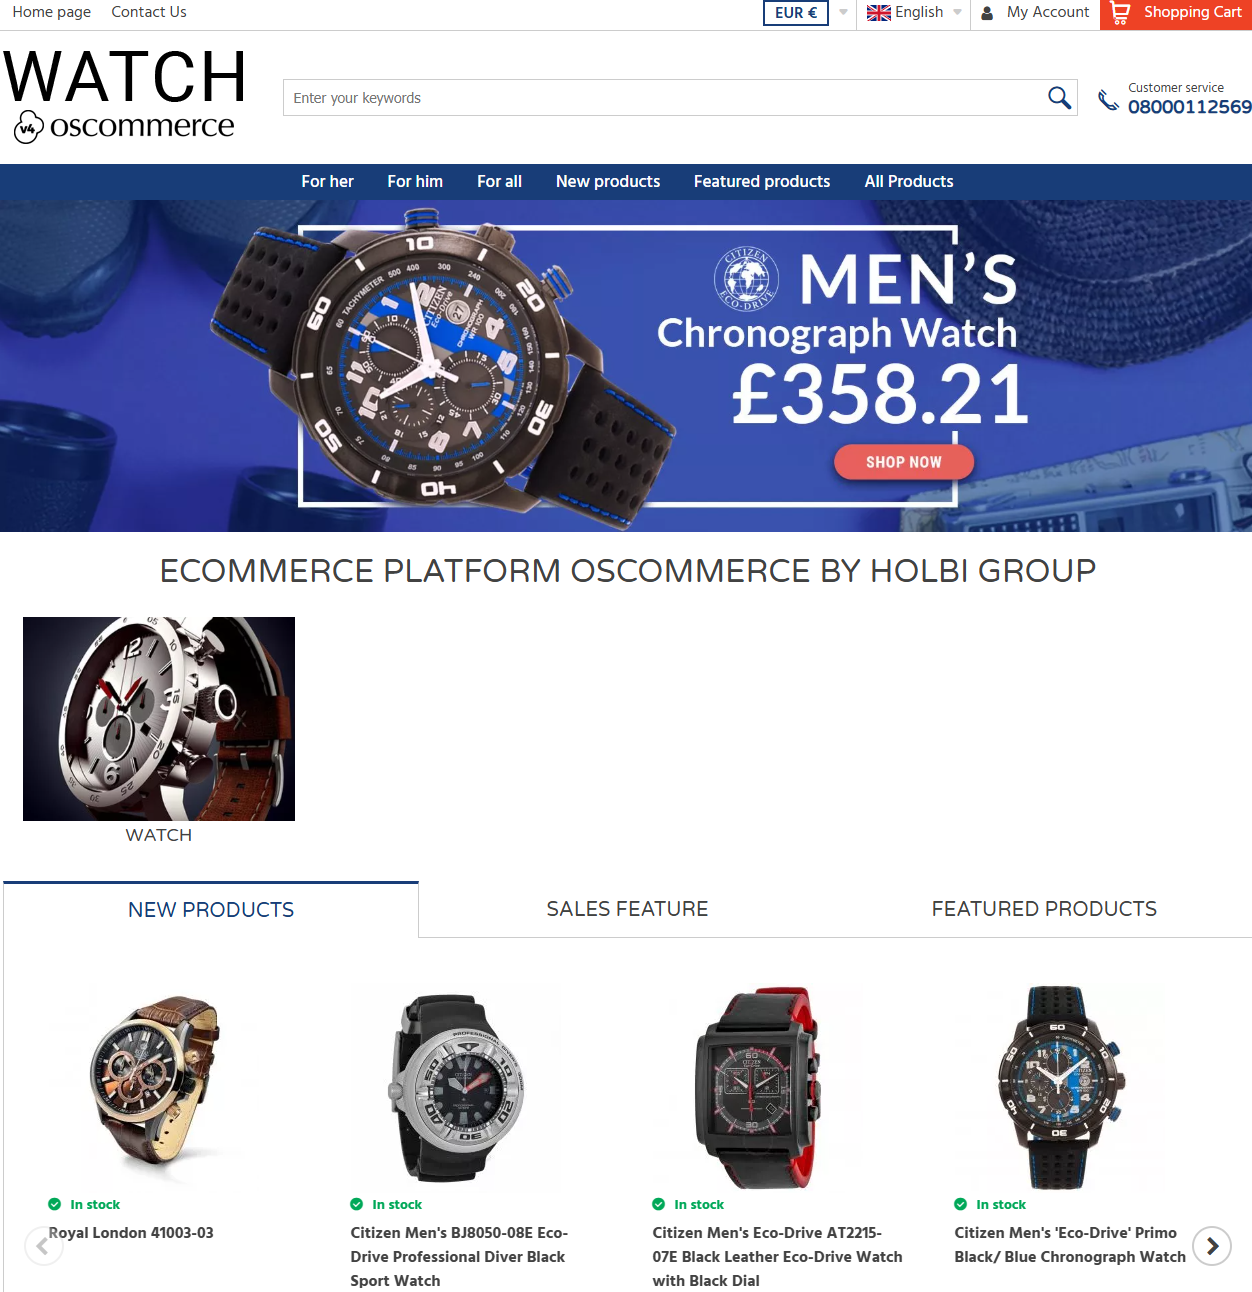 Home page Contact Us EUR € English My Account Shopping Cart
WATCH
v4 oscommerce
Enter your keywords
Customer service
08000112569
For her For him For all New products Featured products All Products
CITIZEN
ECO-DRIVE
MEN'S
Chronograph Watch
£358.21
SHOP NOW
ECOMMERCE PLATFORM OSCOMMERCE BY HOLBI GROUP
WATCH
NEW PRODUCTS SALES FEATURE FEATURED PRODUCTS
In stock
Royal London 41003-03
In stock
Citizen Men's BJ8050-08E Eco-
Drive Professional Diver Black
Sport Watch
In stock
Citizen Men's Eco-Drive AT2215-
07E Black Leather Eco-Drive Watch
with Black Dial
In stock
Citizen Men's 'Eco-Drive' Primo
Black/ Blue Chronograph Watch